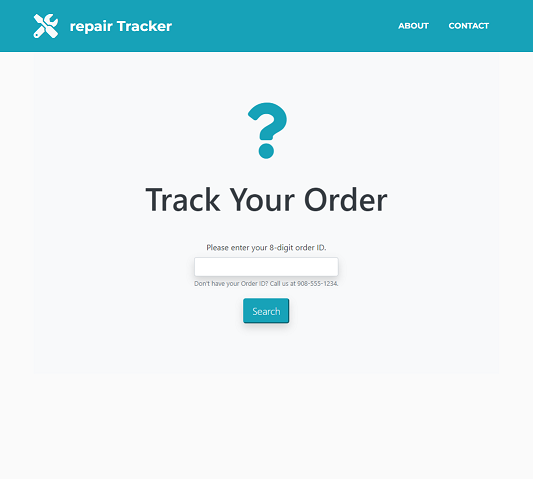 repair Tracker
ABOUT
CONTACT
?
Track Your Order
Please enter your 8-digit order ID.
Don't have your Order ID? Call us at 908-555-1234.
Search